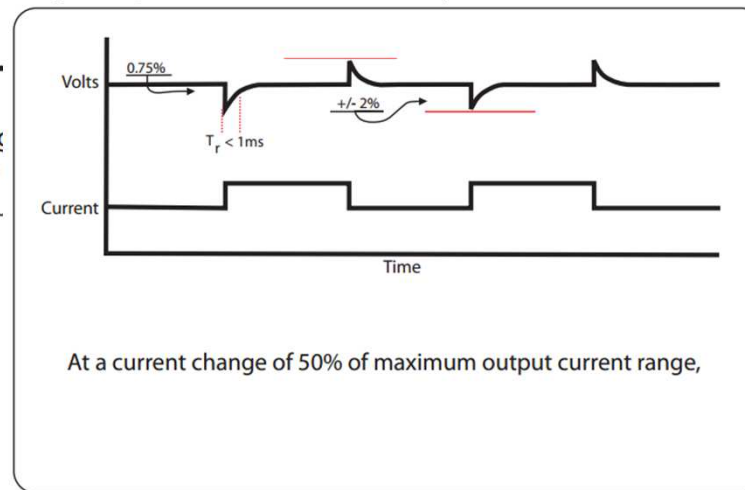 0.75%
Volts
+/- 2%
Tr < 1ms
Current
Time
At a current change of 50% of maximum output current range,